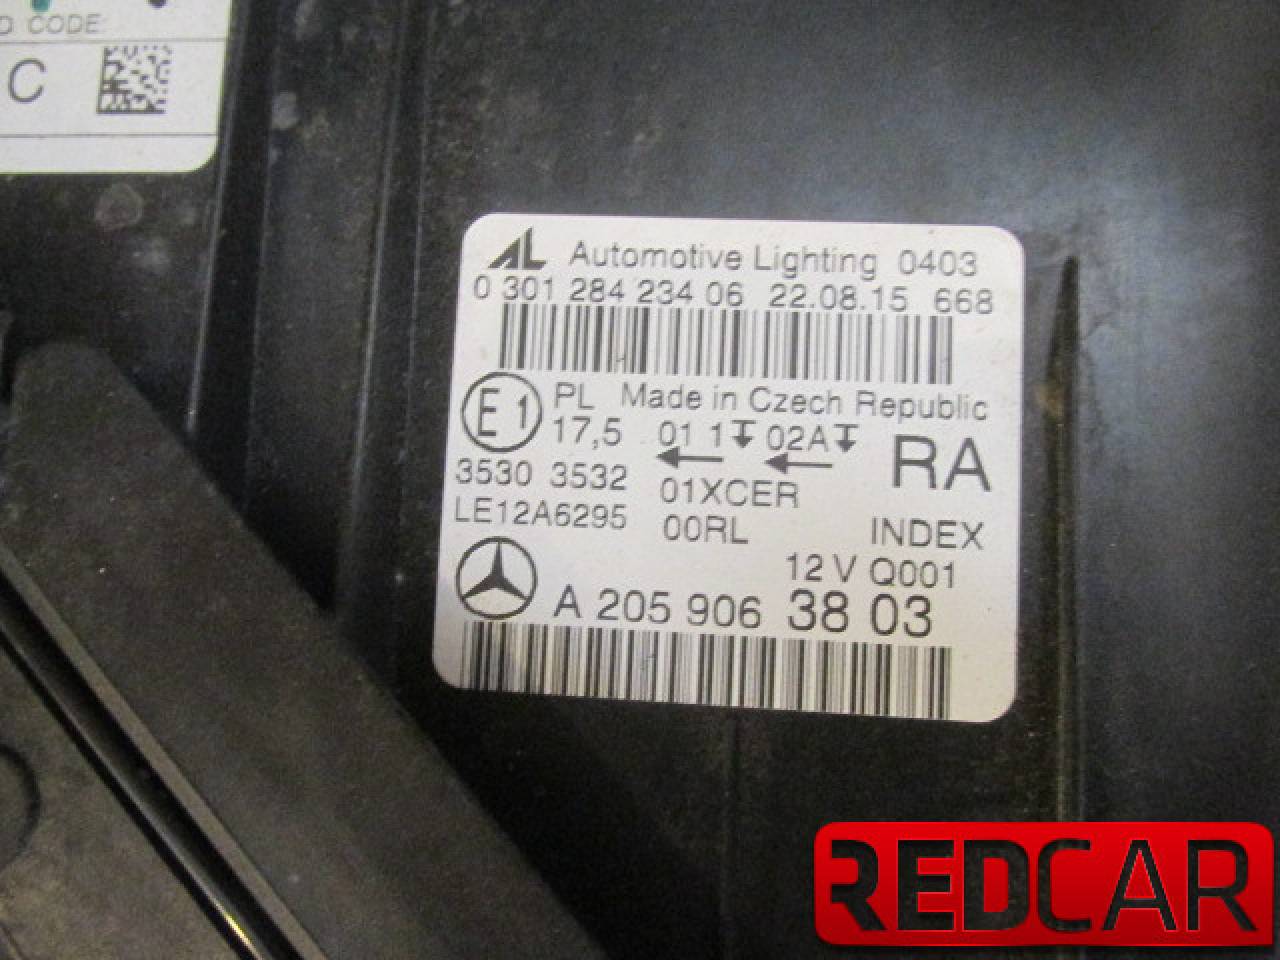 D CODE:
C
AL Automotive Lighting 0403
0 301 284 234 06 22.08.15 668
E1 PL Made in Czech Republic
17,5 01 1 02A RA
3530 3532 01XCER
LE12A6295 00RL INDEX
12 V Q001
A 205 906 38 03
REDCAR